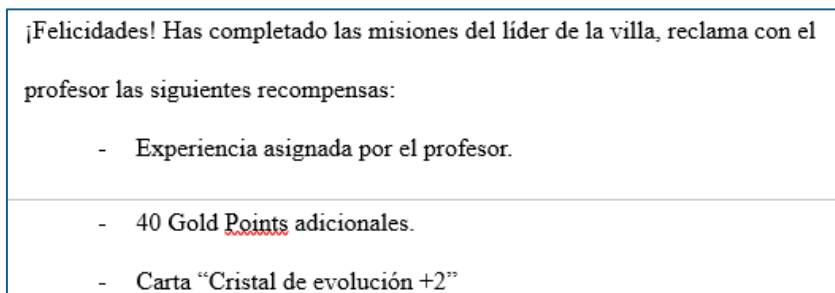 ¡Felicidades! Has completado las misiones del líder de la villa, reclama con el
profesor las siguientes recompensas:
- Experiencia asignada por el profesor.
- 40 Gold Points adicionales.
- Carta “Cristal de evolución +2”